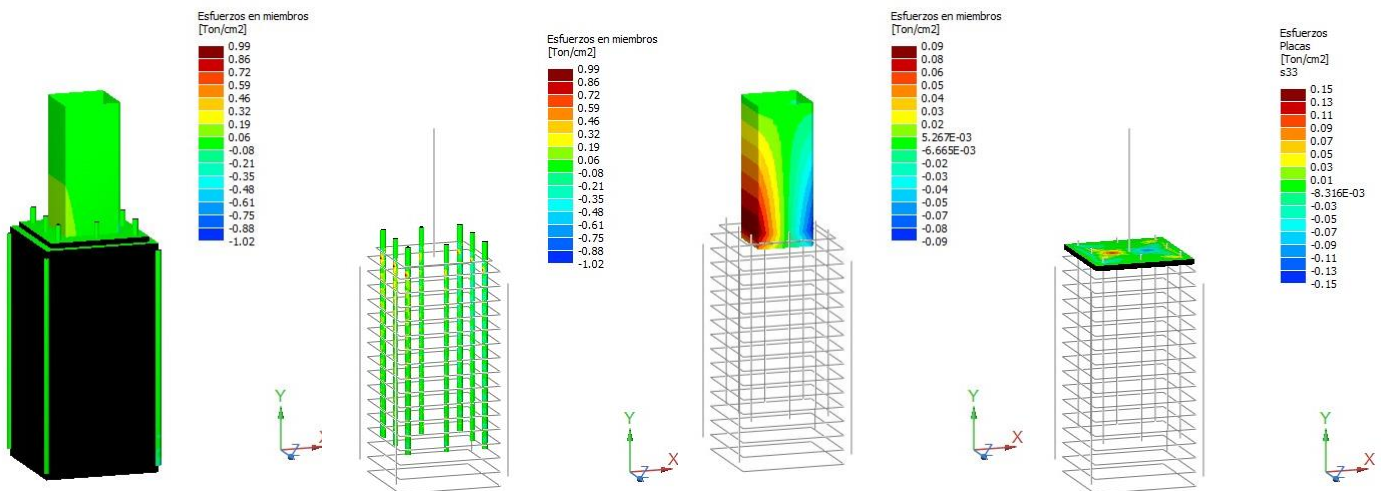 Esfuerzos en miembros
[Ton/cm2]
0.99
0.86
0.72
0.59
0.46
0.32
0.19
0.06
-0.08
-0.21
-0.35
-0.48
-0.61
-0.75
-0.88
-1.02
Y
Z
X
Esfuerzos en miembros
[Ton/cm2]
0.99
0.86
0.72
0.59
0.46
0.32
0.19
0.06
-0.08
-0.21
-0.35
-0.48
-0.61
-0.75
-0.88
-1.02
Y
Z
X
Esfuerzos en miembros
[Ton/cm2]
0.09
0.08
0.06
0.05
0.04
0.03
0.02
5.267E-03
-6.665E-03
-0.02
-0.03
-0.04
-0.05
-0.07
-0.08
-0.09
Y
Z
X
Esfuerzos
Placas
[Ton/cm2]
s33
0.15
0.13
0.11
0.09
0.07
0.05
0.03
0.01
-8.316E-03
-0.03
-0.05
-0.07
-0.09
-0.11
-0.13
-0.15
Y
Z
X